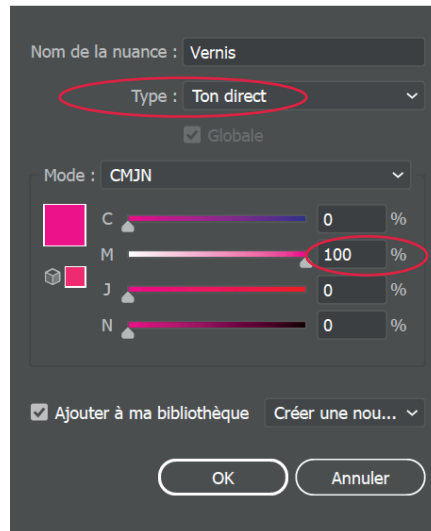 Nom de la nuance : Vernis
Type : Ton direct
Globale
Mode : CMJN
C 0 %
M 100 %
J 0 %
N 0 %
Ajouter à ma bibliothèque Créer une nou...
OK Annuler